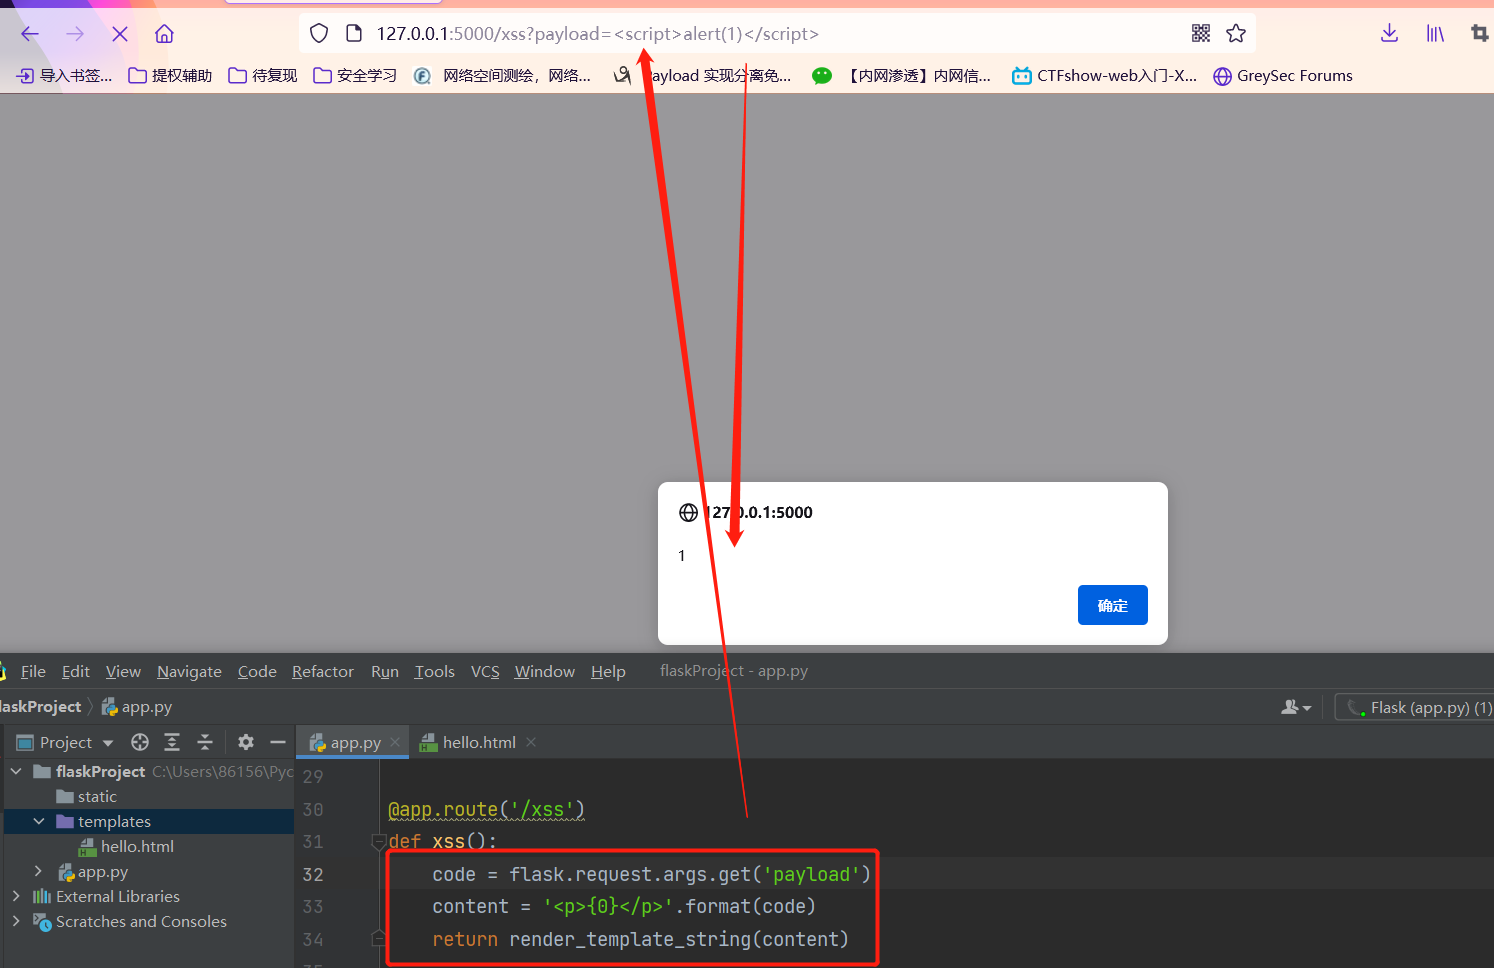 127.0.0.1:5000/xss?payload=<script>alert(1)</script>
导入书签... 提权辅助 待复现 安全学习 网络空间测绘，网络... ayload 实现分离免... 【内网渗透】内网信... CTFshow-web入门-X... GreySec Forums
127.0.0.1:5000
1
确定
File Edit View Navigate Code Refactor Run Tools VCS Window Help flaskProject - app.py
laskProject app.py Flask (app.py) (1)
Project app.py hello.html
flaskProject C:\Users\86156\Pyc
static
templates
hello.html
app.py
External Libraries
Scratches and Consoles
29
30 @app.route('/xss')
31 def xss():
32 code = flask.request.args.get('payload')
33 content = '<p>{0}</p>'.format(code)
34 return render_template_string(content)